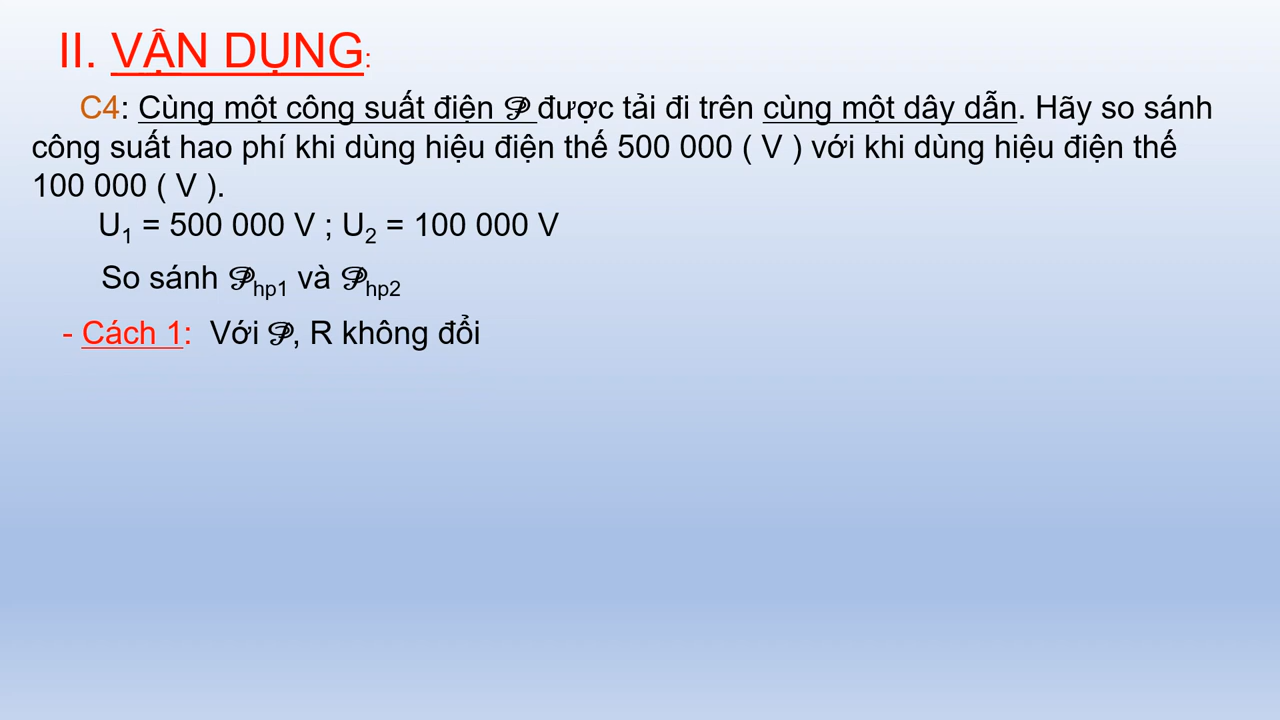 II. VẬN DỤNG:
C4: Cùng một công suất điện 𝒫 được tải đi trên cùng một dây dẫn. Hãy so sánh
công suất hao phí khi dùng hiệu điện thế 500 000 ( V ) với khi dùng hiệu điện thế
100 000 ( V ).
U₁ = 500 000 V ; U₂ = 100 000 V
So sánh 𝒫hp1 và 𝒫hp2
- Cách 1: Với 𝒫, R không đổi